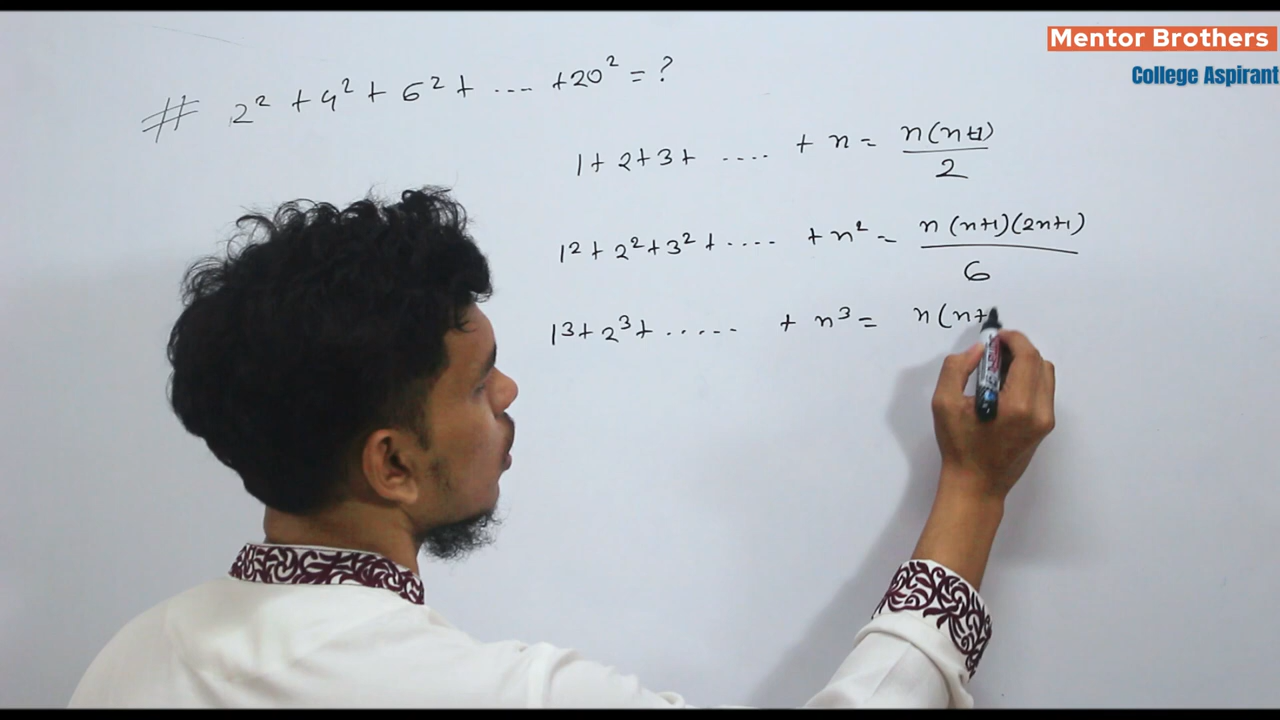 Mentor Brothers
College Aspirant
# 2² + 4² + 6² + .... + 20² = ?
1 + 2 + 3 + .... + n = n(n+1)/2
1² + 2² + 3² + .... + n² = n(n+1)(2n+1)/6
1³ + 2³ + ...... + n³ = n(n+